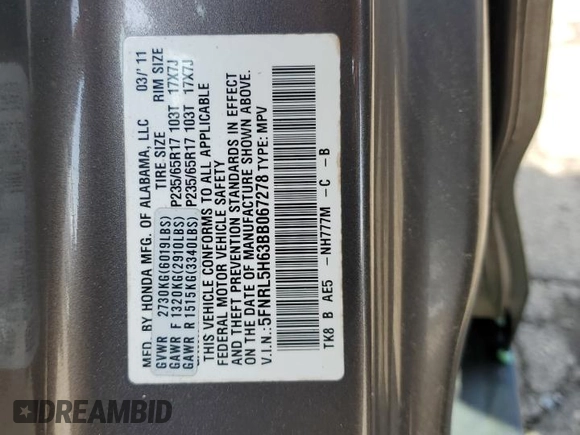 MFD. BY HONDA MFG. OF ALABAMA, LLC 03/'11
GVWR 2730KG(6019LBS) TIRE SIZE RIM SIZE
GAWR F 1320KG(2910LBS) P235/65R17 103T 17X7J
GAWR R 1515KG(3340LBS) P235/65R17 103T 17X7J
THIS VEHICLE CONFORMS TO ALL APPLICABLE
FEDERAL MOTOR VEHICLE SAFETY
AND THEFT PREVENTION STANDARDS IN EFFECT
ON THE DATE OF MANUFACTURE SHOWN ABOVE.
V.I.N.:5FNRL5H63BB067278 TYPE: MPV
TK8 B AE5 -NH777M -C -B
DREAMBID